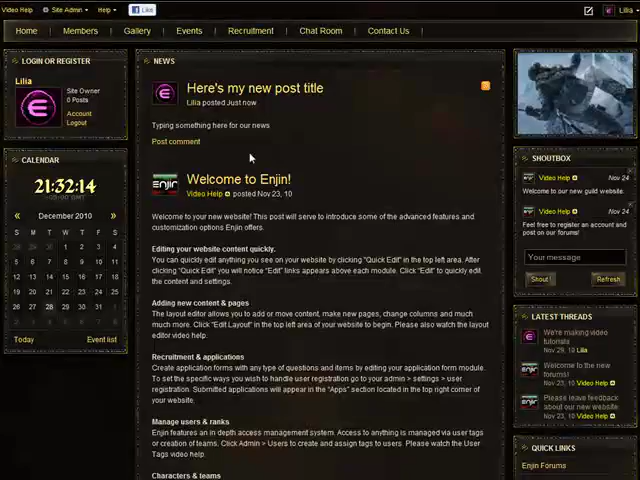 Video Help Site Admin Help Like Lilia
Home Members Gallery Events Recruitment Chat Room Contact Us
LOGIN OR REGISTER
Lilia
Site Owner
0 Posts
Account
Logout
CALENDAR
21:32:14
« December 2010 »
S M T W T F S
28 29 30 1 2 3 4
5 6 7 8 9 10 11
12 13 14 15 16 17 18
19 20 21 22 23 24 25
26 27 28 29 30 31 1
2 3 4 5 6 7 8
Today Event list
NEWS
Here's my new post title
Lilia posted Just now
Typing something here for our news
Post comment
ENJIN
Welcome to Enjin!
Video Help posted Nov 23, 10
Welcome to your new website! This post will serve to introduce some of the advanced features and
customization options Enjin offers.
Editing your website content quickly.
You can quickly edit anything you see on your website by clicking "Quick Edit" in the top left area. After
clicking "Quick Edit" you will notice "Edit" links appears above each module. Click "Edit" to quickly edit
the content and settings.
Adding new content & pages
The layout editor allows you to add or move content, make new pages, change columns and much
much more. Click "Edit Layout" in the top left area of your website to begin. Please also watch the layout
editor video help.
Recruitment & applications
Create application forms with any type of questions and items by editing your application form module.
To set the specific ways you wish to handle user registration go to your admin > settings > user
registration. Submitted applications will appear in the "Apps" section located in the top right corner of
your website.
Manage users & ranks
Enjin features an in depth access management system. Access to anything is managed via user tags
or creation of teams. Click Admin > Users to create and assign tags to users. Please watch the User
Tags video help.
Characters & teams
SHOUTBOX
Video Help Nov 24
Welcome to our new guild website.
Video Help Nov 24
Feel free to register an account and
post on our forums!
Your message
Shout! Refresh
LATEST THREADS
We're making video
tutorials
Nov 29, 10 Lilia
Welcome to the new
forums!
Nov 23, 10 Video Help
Please leave feedback
about our new website
Nov 23, 10 Video Help
QUICK LINKS
Enjin Forums